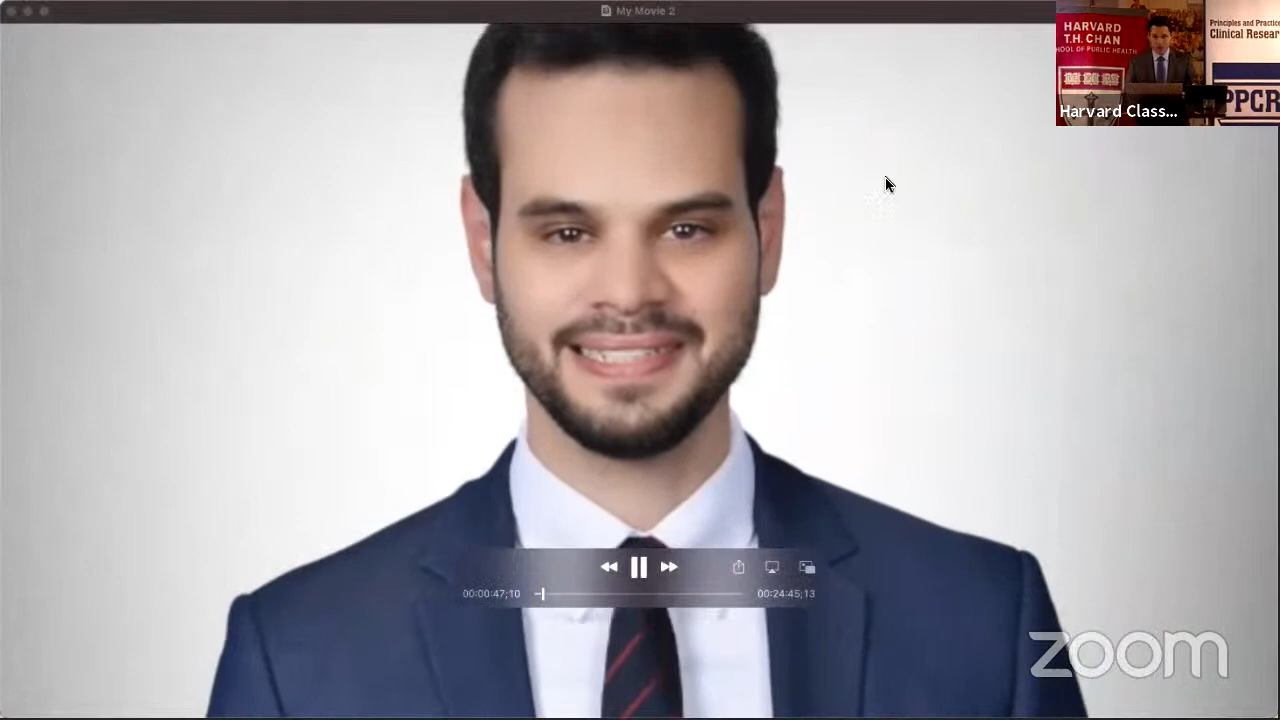 My Movie 2
HARVARD
T.H. CHAN
HOOL OF PUBLIC HEALTH
Principles and Practice
Clinical Resear
PPCR
Harvard Class...
00:00:47;10
00:24:45;13
zoom